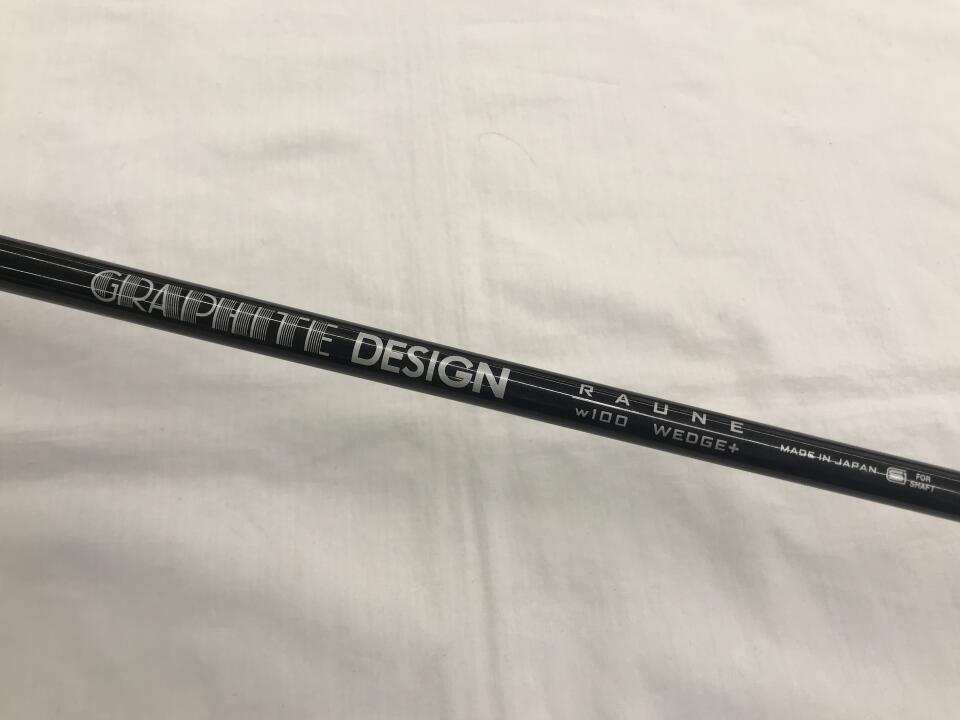 GRAPHITE DESIGN
RAUNE
w100 WEDGE+
MADE IN JAPAN
S FOR
SHAFT